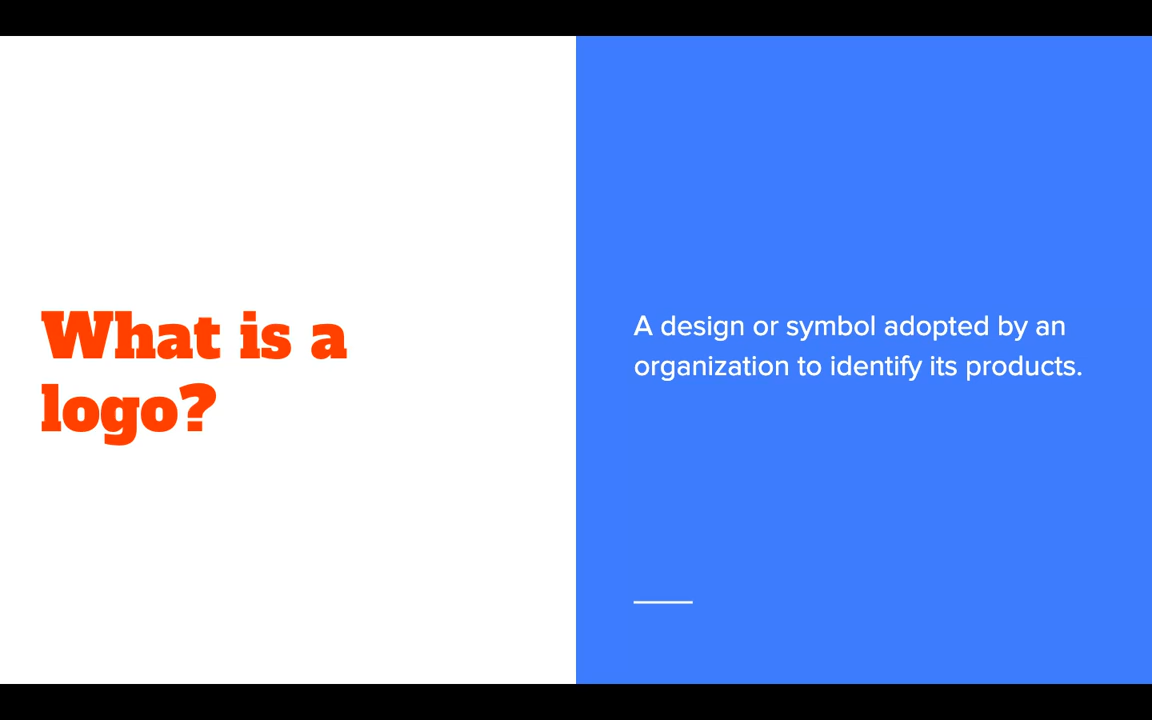 What is a
logo?
A design or symbol adopted by an
organization to identify its products.